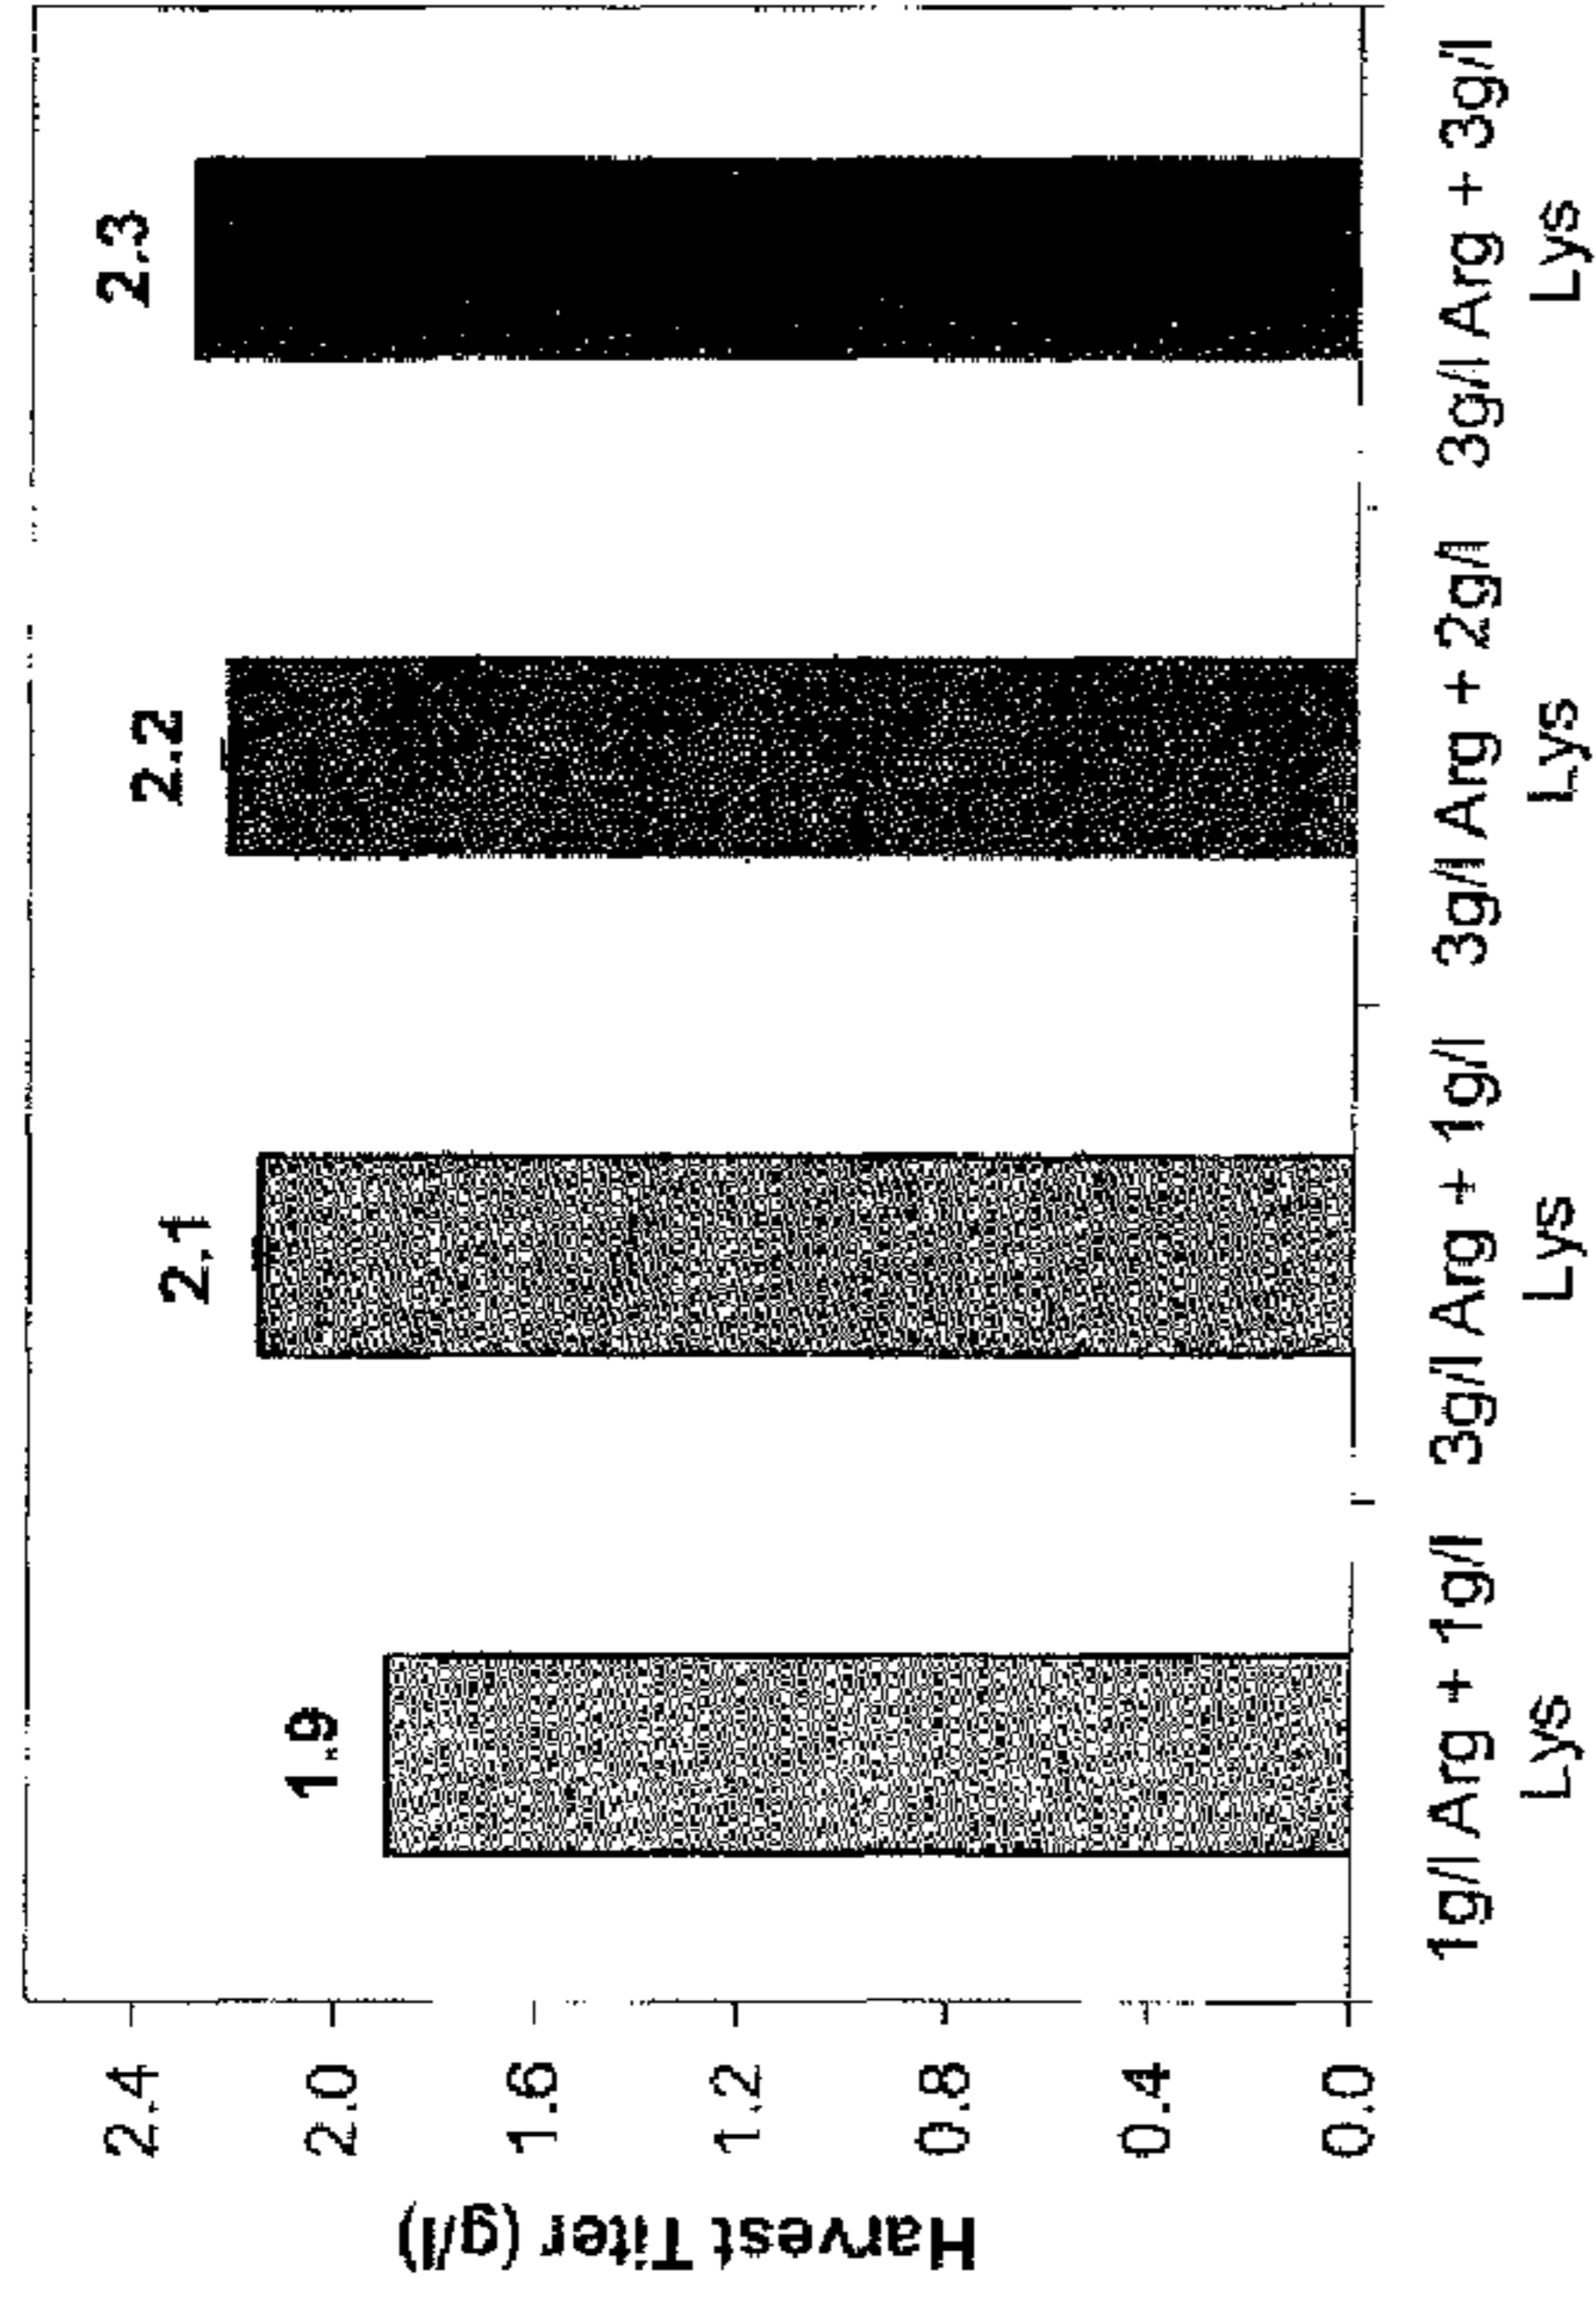 Harvest Titer (g/l)
2.4
2.0
1.6
1.2
0.8
0.4
0.0
1.9
2.1
2.2
2.3
1g/l Arg + 1g/l
Lys
3g/l Arg + 1g/l
Lys
3g/l Arg + 2g/l
Lys
3g/l Arg + 3g/l
Lys